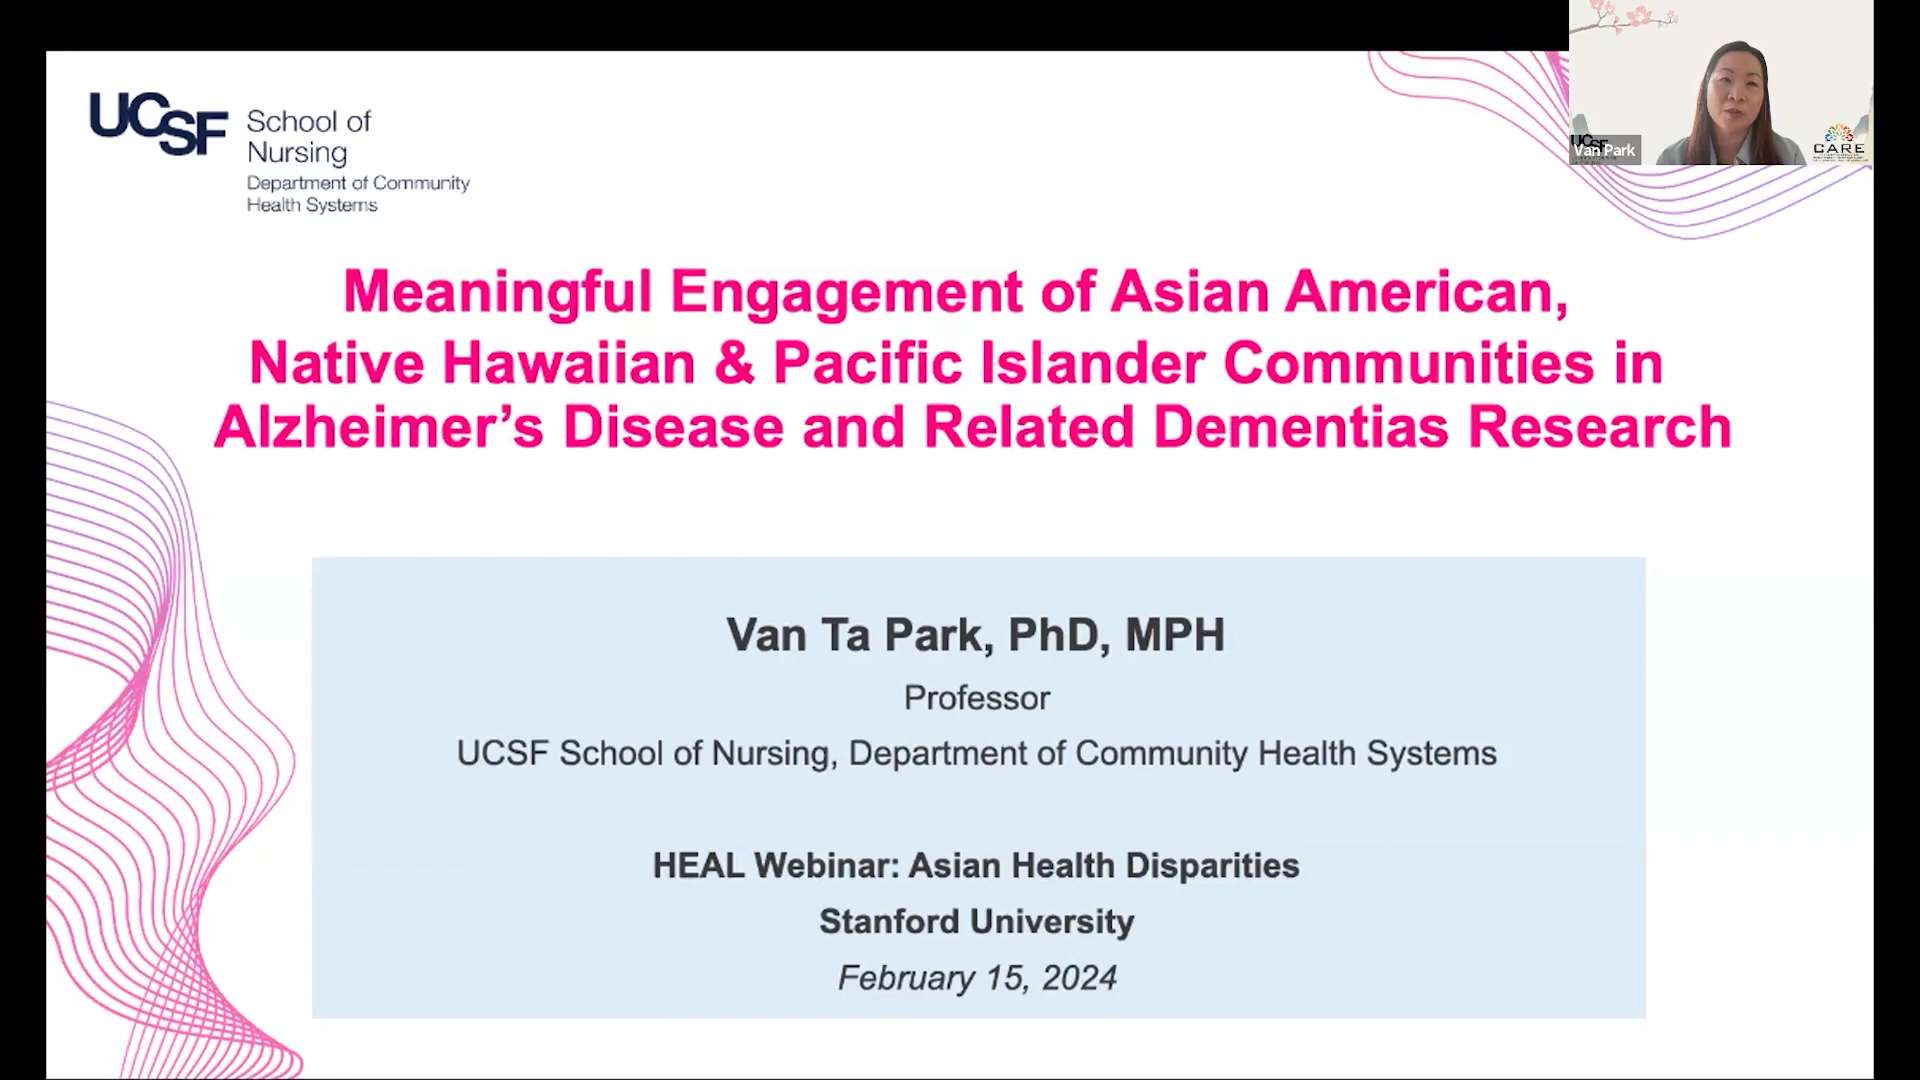 UCSF
School of
Nursing
Department of Community
Health Systems
Van Park
CARE
Meaningful Engagement of Asian American,
Native Hawaiian & Pacific Islander Communities in
Alzheimer’s Disease and Related Dementias Research
Van Ta Park, PhD, MPH
Professor
UCSF School of Nursing, Department of Community Health Systems
HEAL Webinar: Asian Health Disparities
Stanford University
February 15, 2024